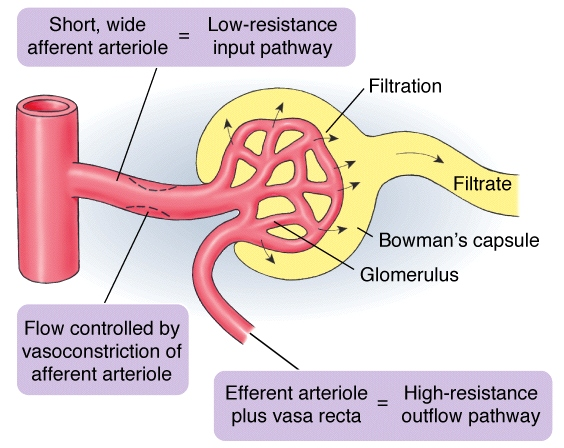 Short, wide
afferent arteriole
=
Low-resistance
input pathway
Filtration
Filtrate
Bowman's capsule
Glomerulus
Flow controlled by
vasoconstriction of
afferent arteriole
Efferent arteriole
plus vasa recta
=
High-resistance
outflow pathway